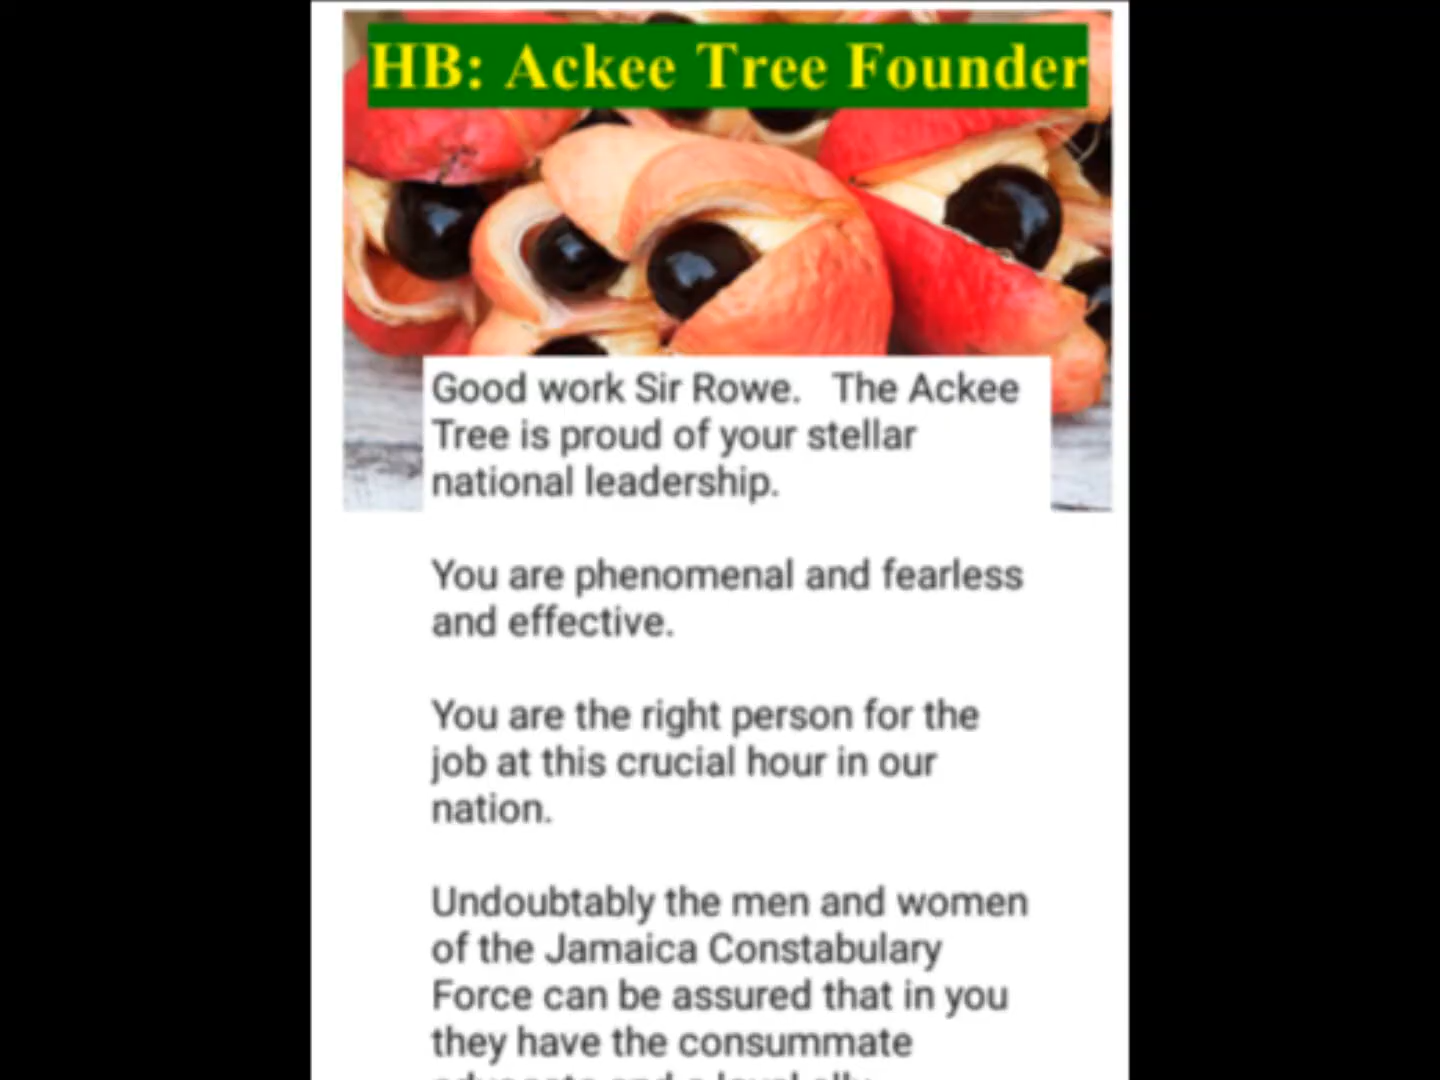 HB: Ackee Tree Founder
Good work Sir Rowe.   The Ackee
Tree is proud of your stellar
national leadership.
You are phenomenal and fearless
and effective.
You are the right person for the
job at this crucial hour in our
nation.
Undoubtably the men and women
of the Jamaica Constabulary
Force can be assured that in you
they have the consummate